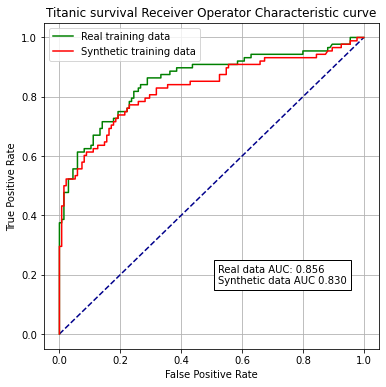 Titanic survival Receiver Operator Characteristic curve
Real training data
Synthetic training data
1.0
0.8
0.6
0.4
0.2
0.0
True Positive Rate
Real data AUC: 0.856
Synthetic data AUC 0.830
0.0 0.2 0.4 0.6 0.8 1.0
False Positive Rate